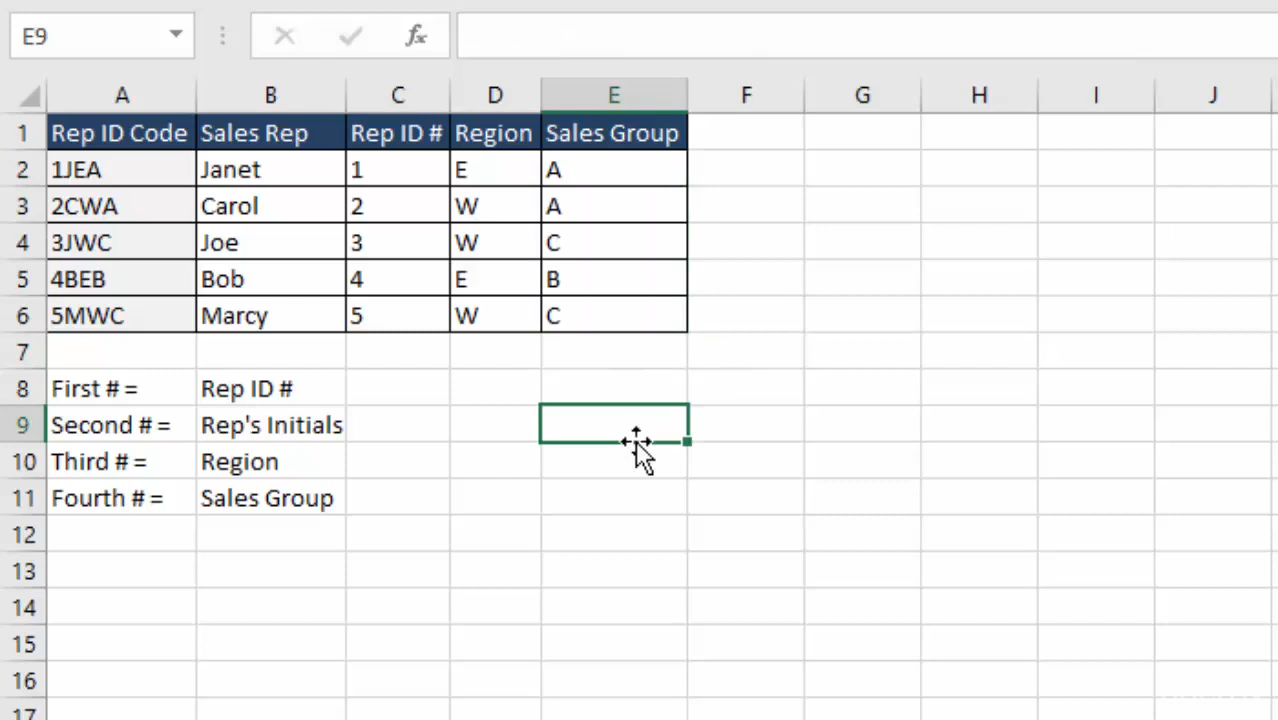 E9 fx
A B C D E F G H I J
1 Rep ID Code Sales Rep Rep ID # Region Sales Group
2 1JEA Janet 1 E A
3 2CWA Carol 2 W A
4 3JWC Joe 3 W C
5 4BEB Bob 4 E B
6 5MWC Marcy 5 W C
7
8 First # = Rep ID #
9 Second # = Rep's Initials
10 Third # = Region
11 Fourth # = Sales Group
12
13
14
15
16
17